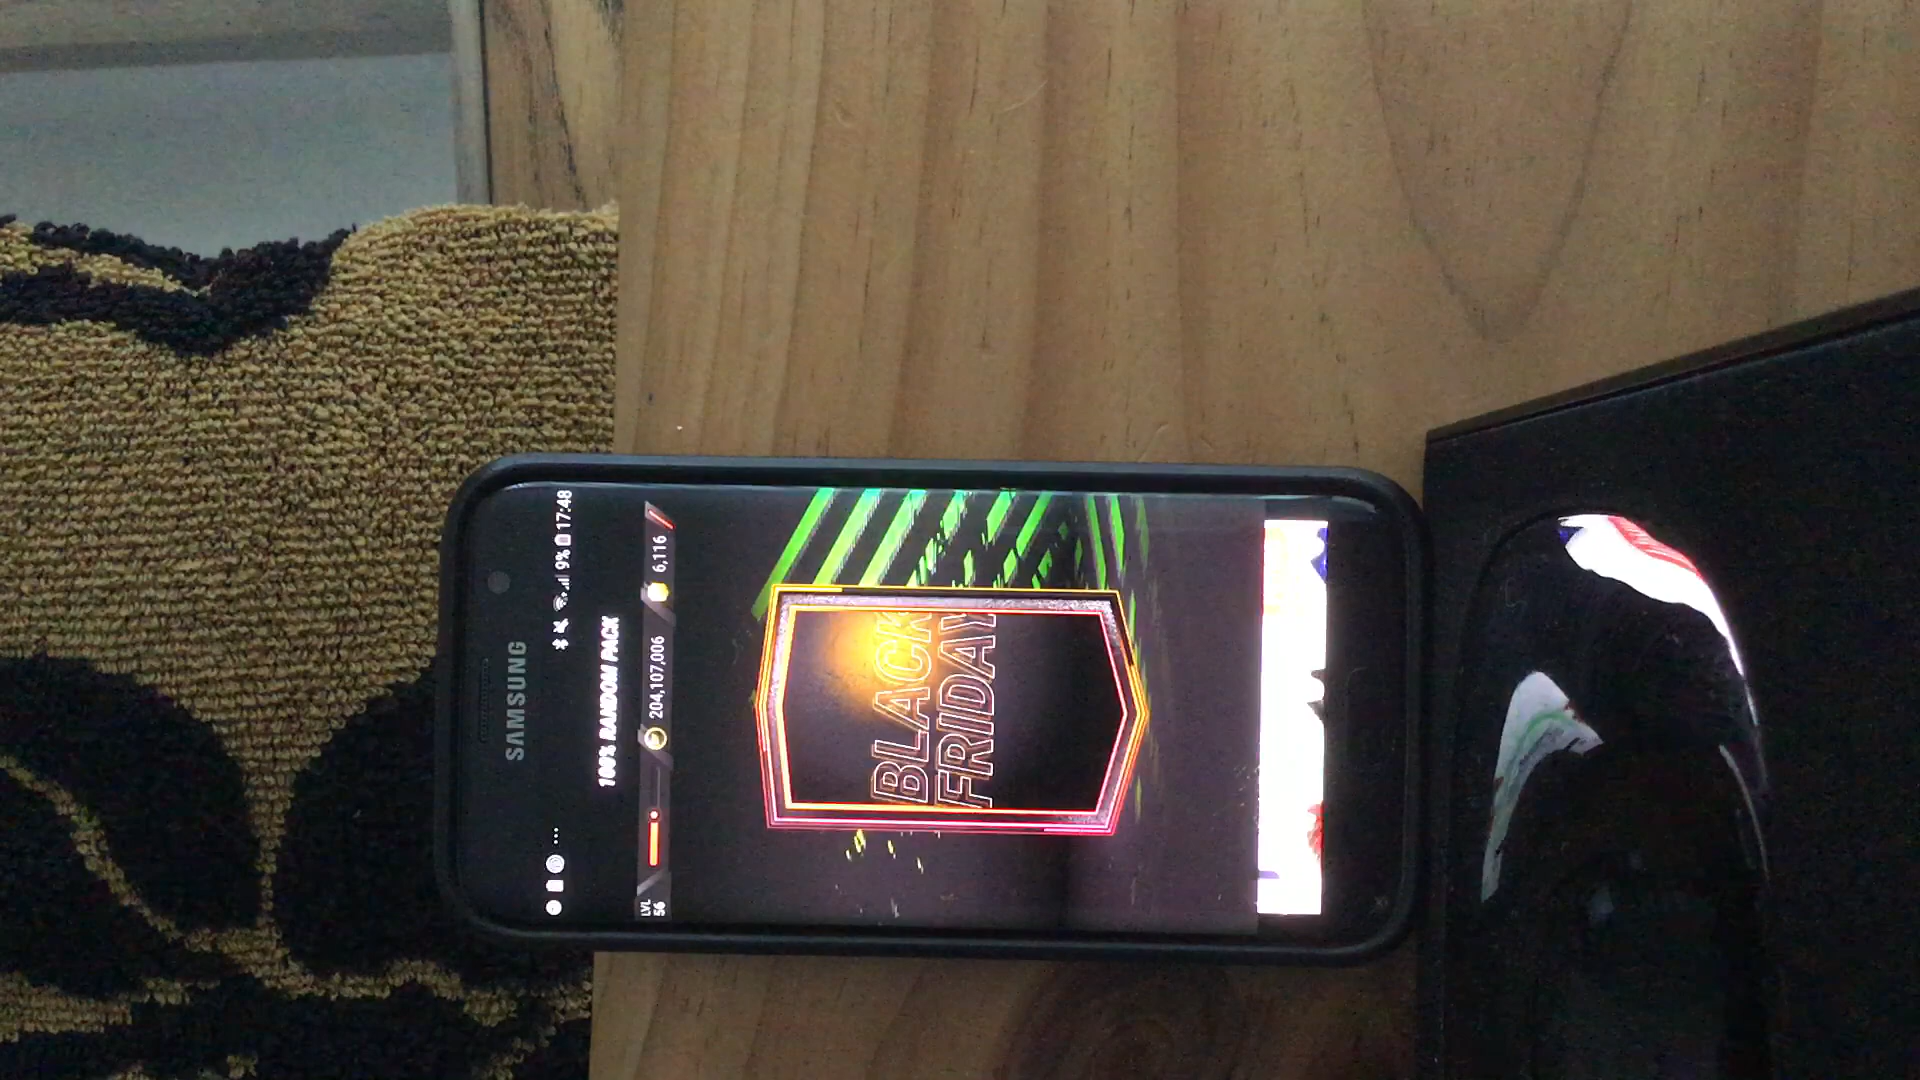 SAMSUNG
9% 17:48
100% RANDOM PACK
LVL
56
204,107,006
6,116
BLACK
FRIDAY